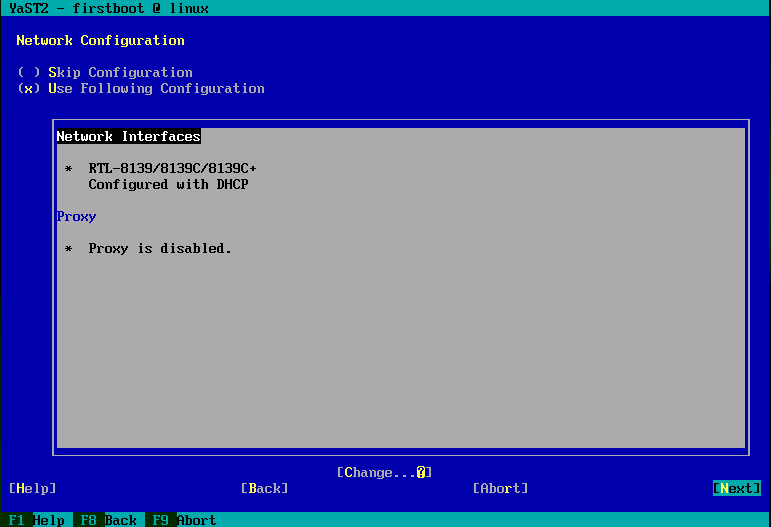 YaST2 - firstboot @ linux
Network Configuration
( ) Skip Configuration
(x) Use Following Configuration
Network Interfaces
* RTL-8139/8139C/8139C+
Configured with DHCP
Proxy
* Proxy is disabled.
[Change...?]
[Help] [Back] [Abort] [Next]
F1 Help F8 Back F9 Abort